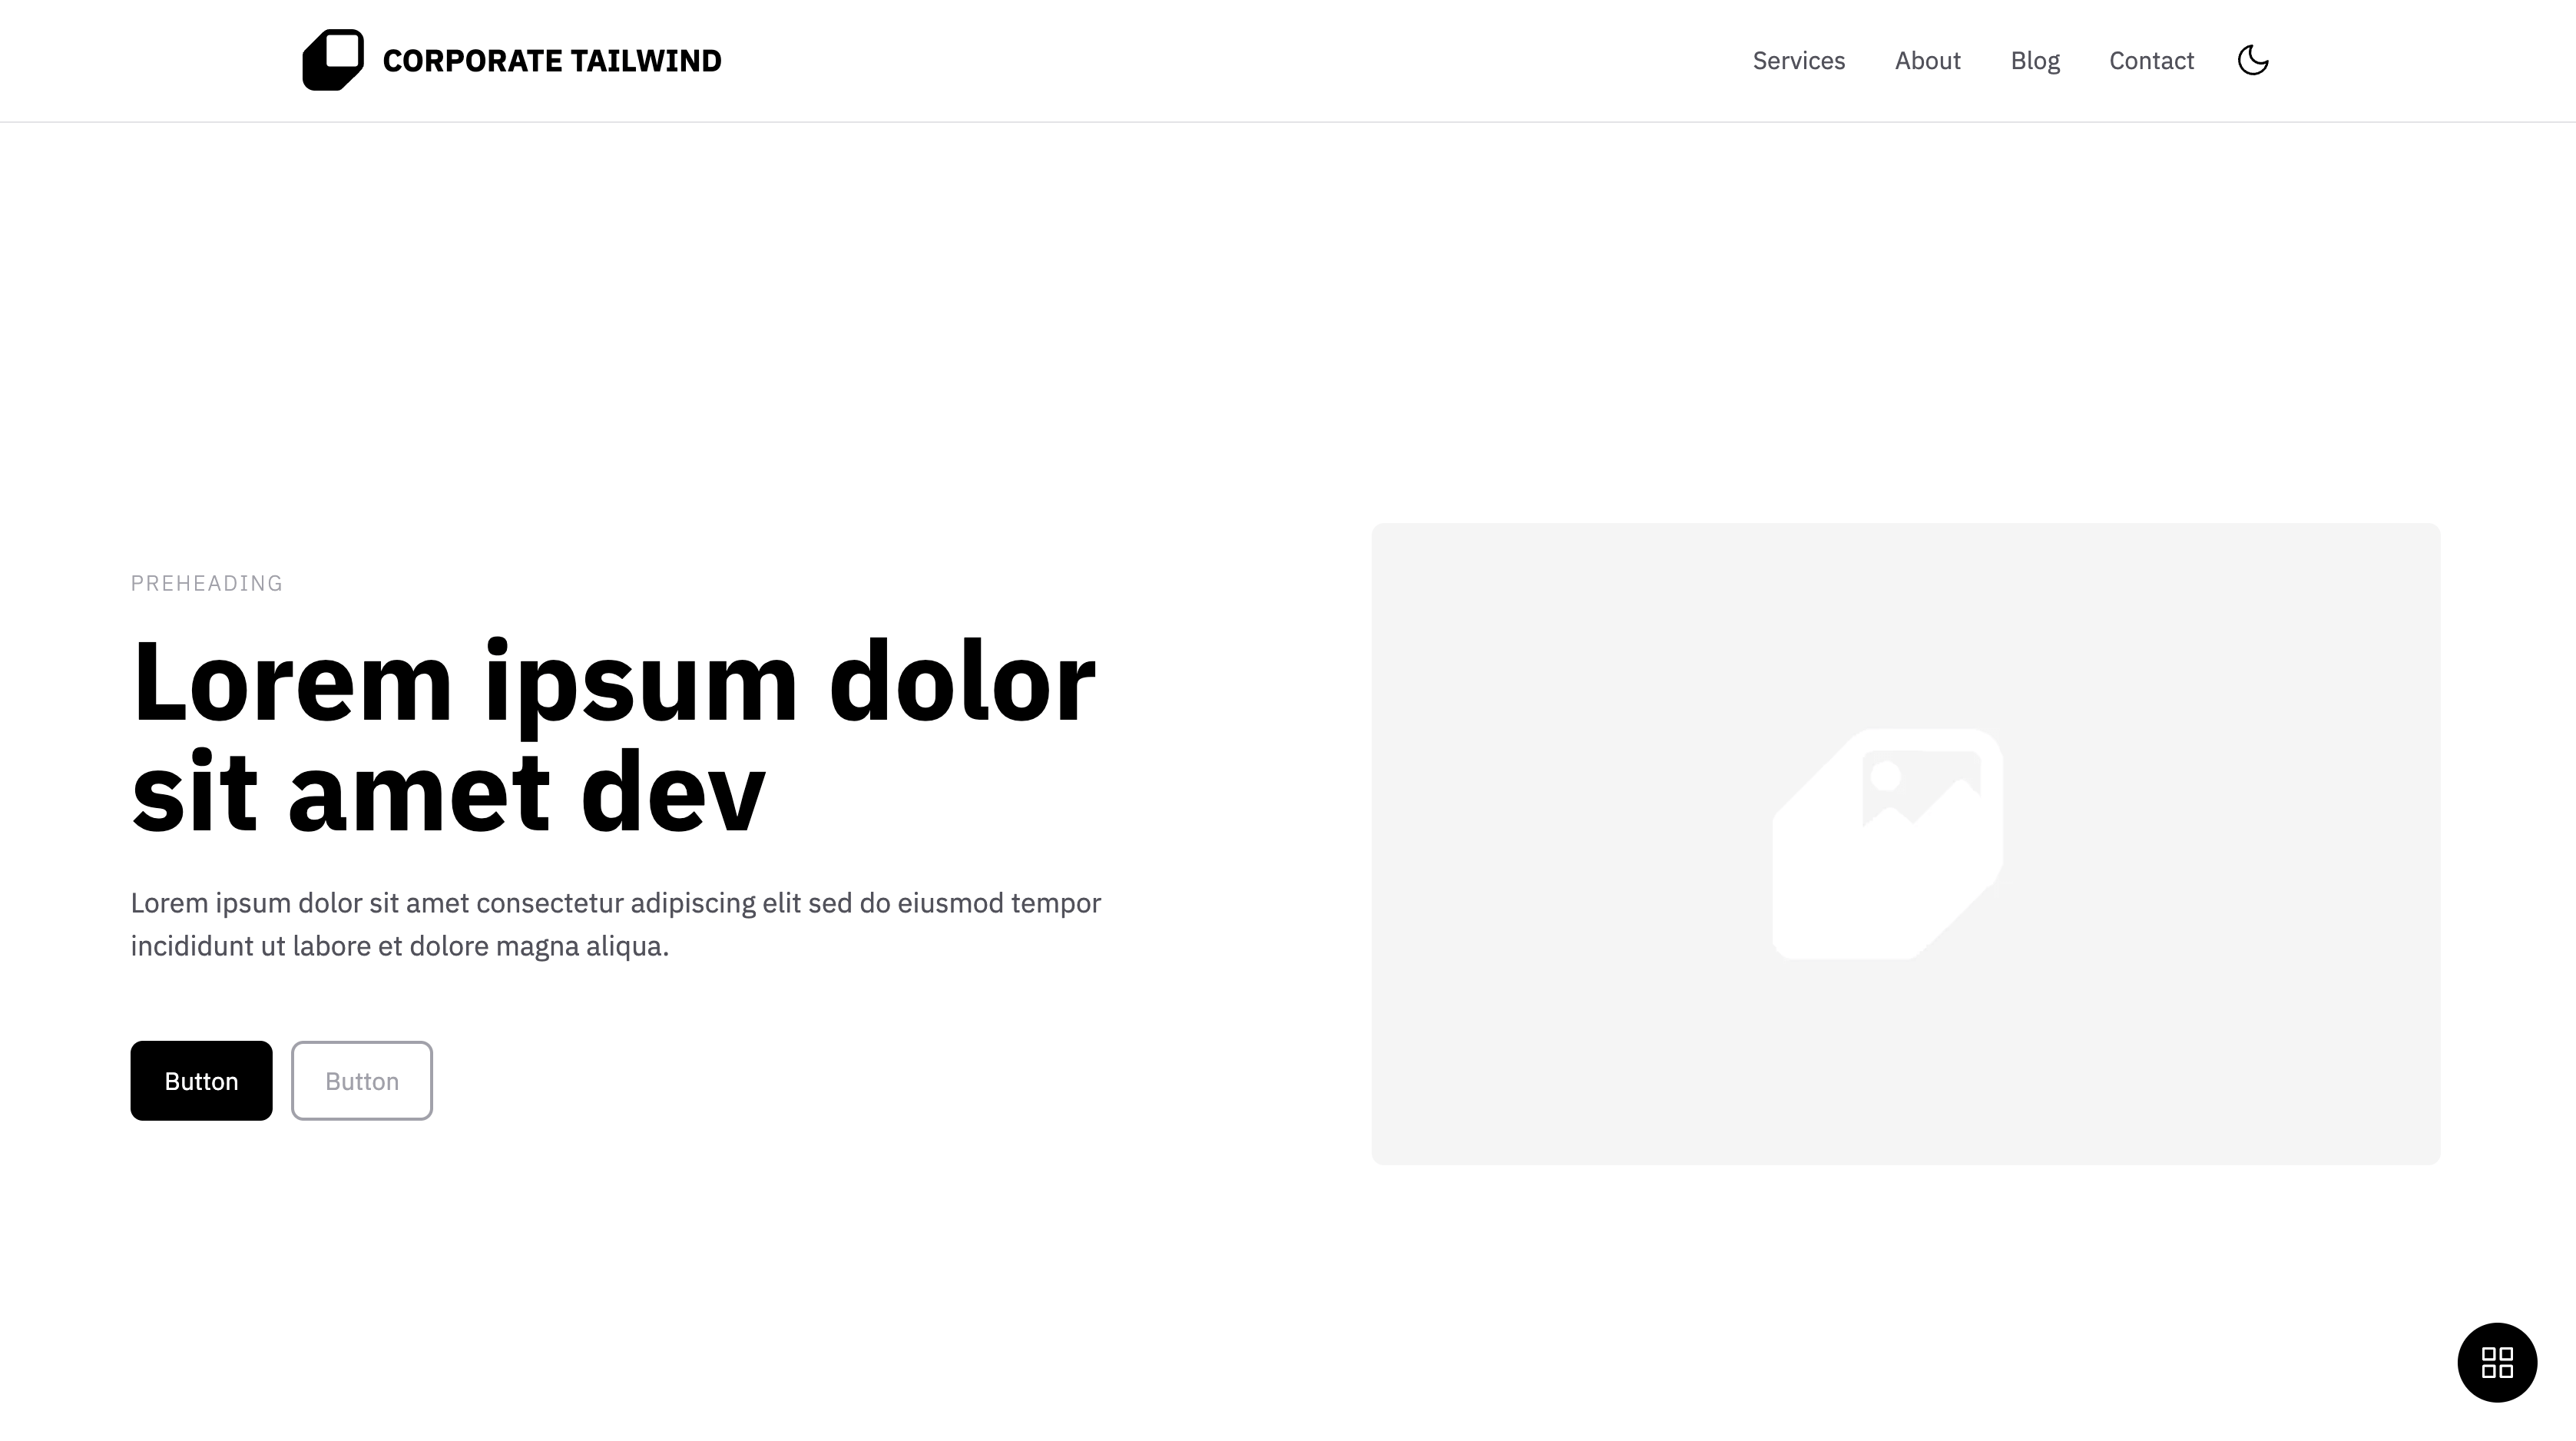 CORPORATE TAILWIND
Services
About
Blog
Contact
PREHEADING
Lorem ipsum dolor
sit amet dev
Lorem ipsum dolor sit amet consectetur adipiscing elit sed do eiusmod tempor
incididunt ut labore et dolore magna aliqua.
Button
Button